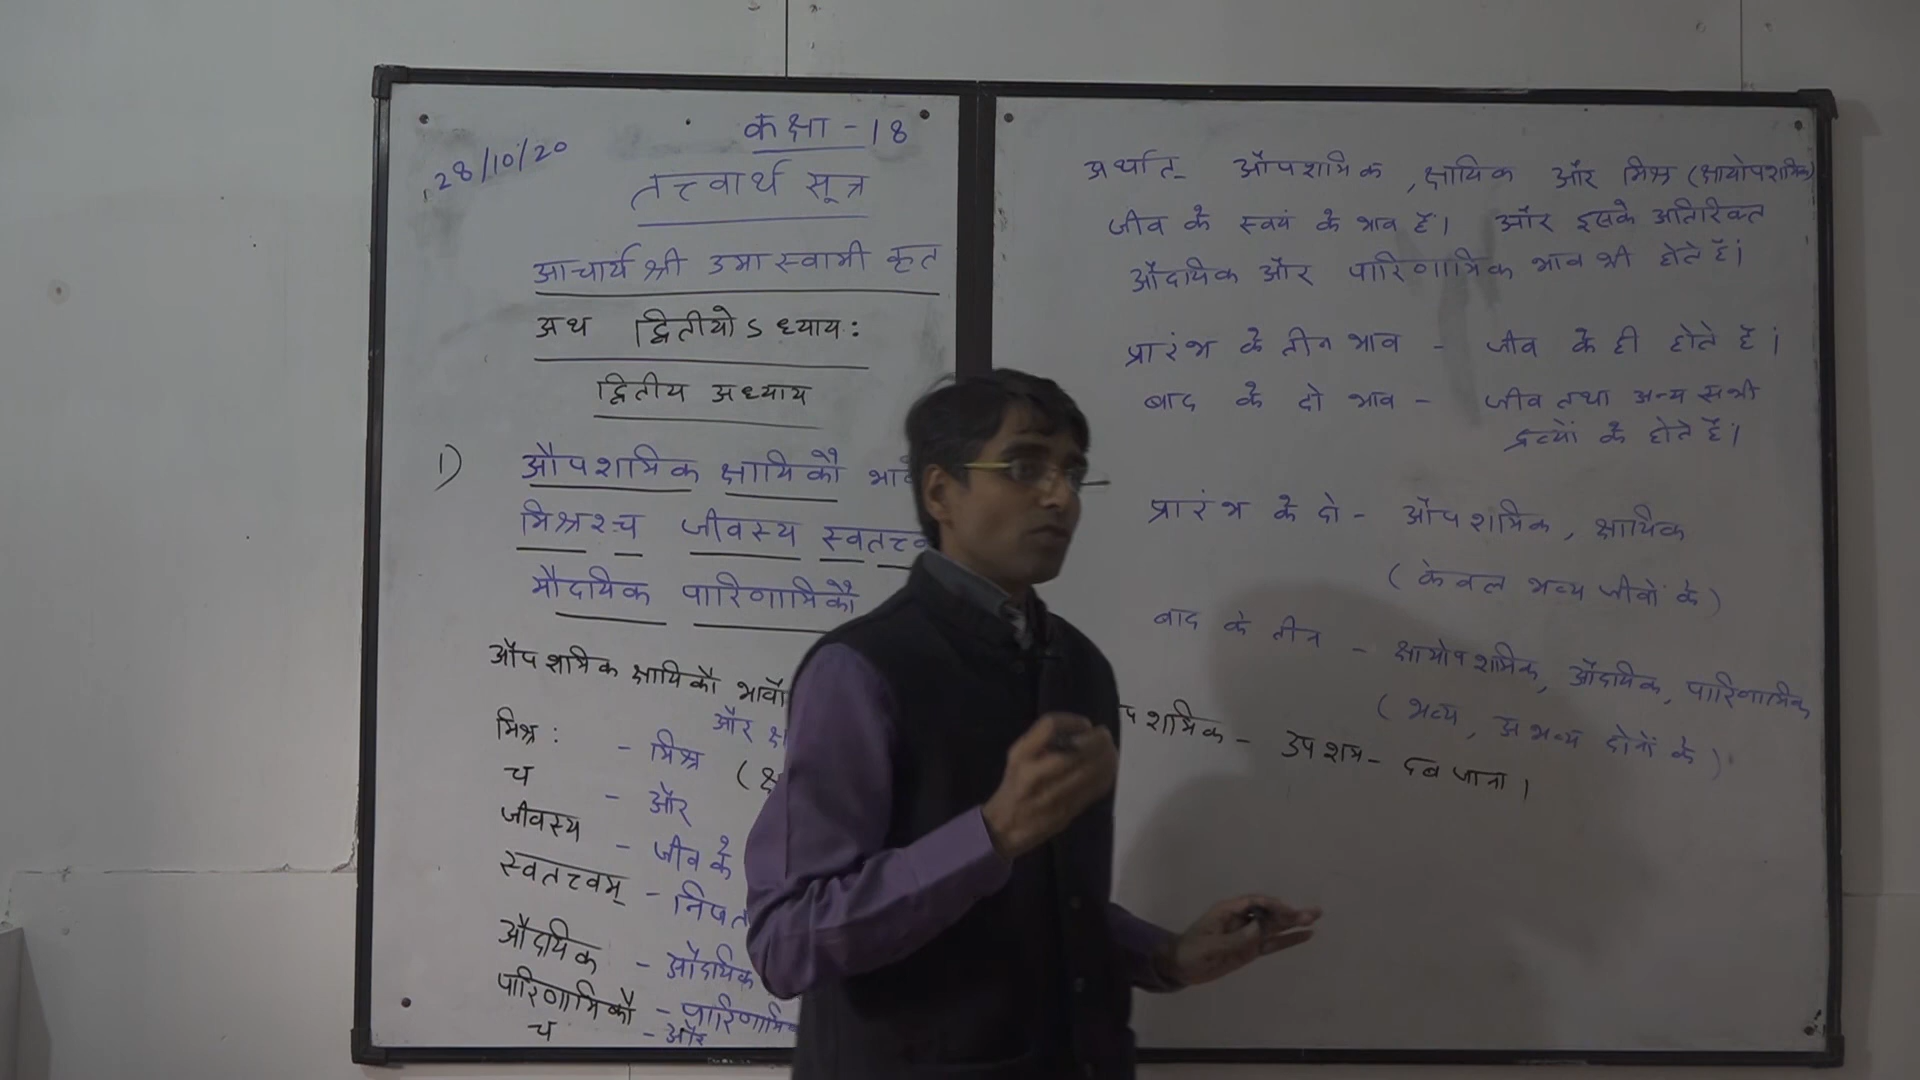 28/10/20
कक्षा - 18
तत्त्वार्थ सूत्र
आचार्य श्री उमास्वामी कृत
अथ द्वितीयोऽध्यायः
द्वितीय अध्याय
1) औपशमिक क्षायिकौ
मिश्रश्च जीवस्य
मौदयिक पारिणामिकौ
औपशमिक क्षायिकौ भावौ
और
मिश्रः - मिश्र
च - और
जीवस्य - जीव के
स्वतत्त्वम् -
औदयिक - औदयिक
पारिणामिकौ -
च - और
अर्थात- औपशमिक, क्षायिक और मिश्र (क्षायोपशमिक)
जीव के स्वयं के भाव हैं। और इसके अतिरिक्त
औदयिक और पारिणामिक भाव भी होते हैं।
प्रारंभ के तीन भाव - जीव के ही होते हैं।
बाद के दो भाव - जीव तथा अन्य सभी
द्रव्यों के होते हैं।
प्रारंभ के दो - औपशमिक, क्षायिक
(केवल भव्य जीवों के)
बाद के तीन - क्षायोपशमिक, औदयिक, पारिणामिक
(भव्य, अभव्य दोनों के)
पशमिक - उपशम - दब जाना।